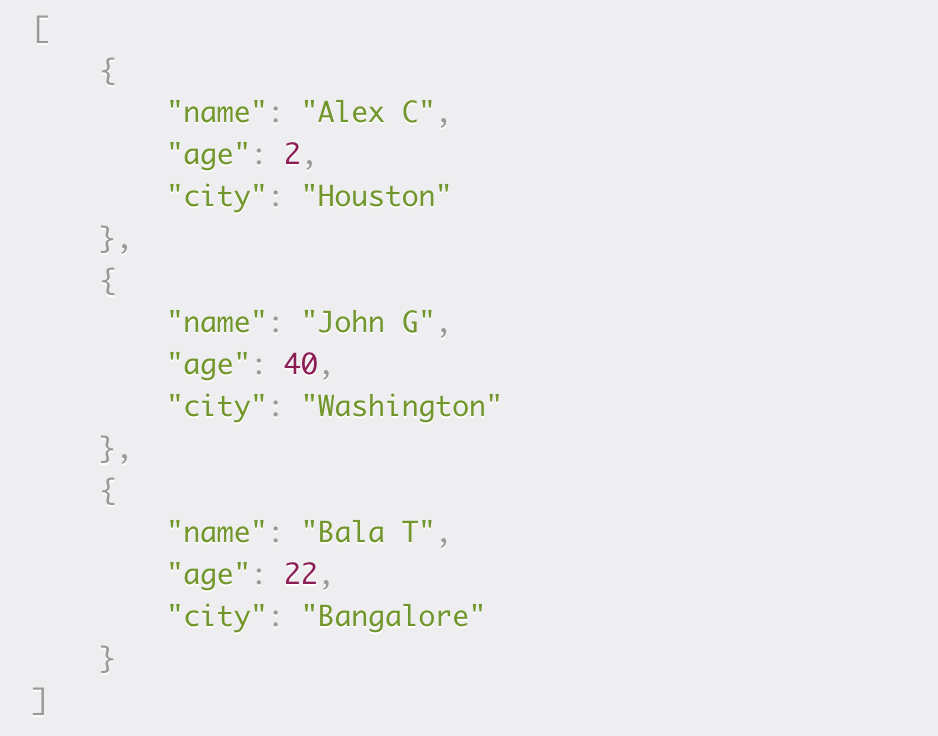 [
    {
        "name": "Alex C",
        "age": 2,
        "city": "Houston"
    },
    {
        "name": "John G",
        "age": 40,
        "city": "Washington"
    },
    {
        "name": "Bala T",
        "age": 22,
        "city": "Bangalore"
    }
]